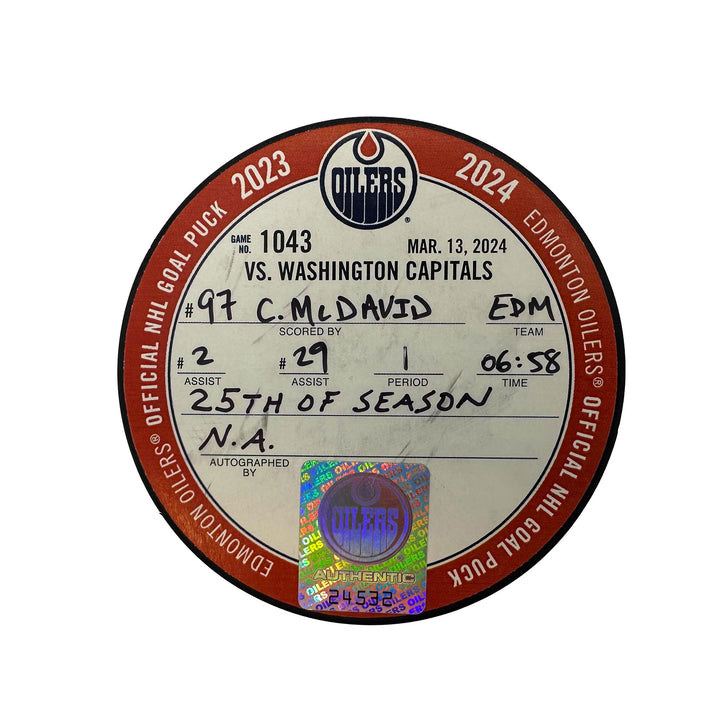 EDMONTON OILERS® OFFICIAL NHL GOAL PUCK 2023
2024 EDMONTON OILERS® OFFICIAL NHL GOAL PUCK
OILERS®
GAME NO. 1043
MAR. 13, 2024
VS. WASHINGTON CAPITALS
#97 C. McDAVID EDM
SCORED BY TEAM
#2 #29 1 06:58
ASSIST ASSIST PERIOD TIME
25TH OF SEASON
N.A.
AUTOGRAPHED BY
OILERS
AUTHENTIC
24532